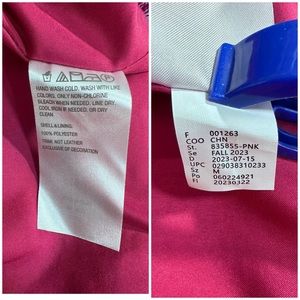 HAND WASH COLD, WASH WITH LIKE
COLORS, ONLY NON-CHLORINE
BLEACH WHEN NEEDED, LINE DRY,
COOL IRON IF NEEDED, OR DRY
CLEAN
SHELL&LINING:
100% POLYESTER
TRIM: NOT LEATHER
EXCLUSIVE OF DECORATION
F 001263
COO CHN
St. 835855-PNK
Se FALL 2023
D 2023-07-15
UPC 029038310233
Sz M
Po 060224921
Fi 20230322